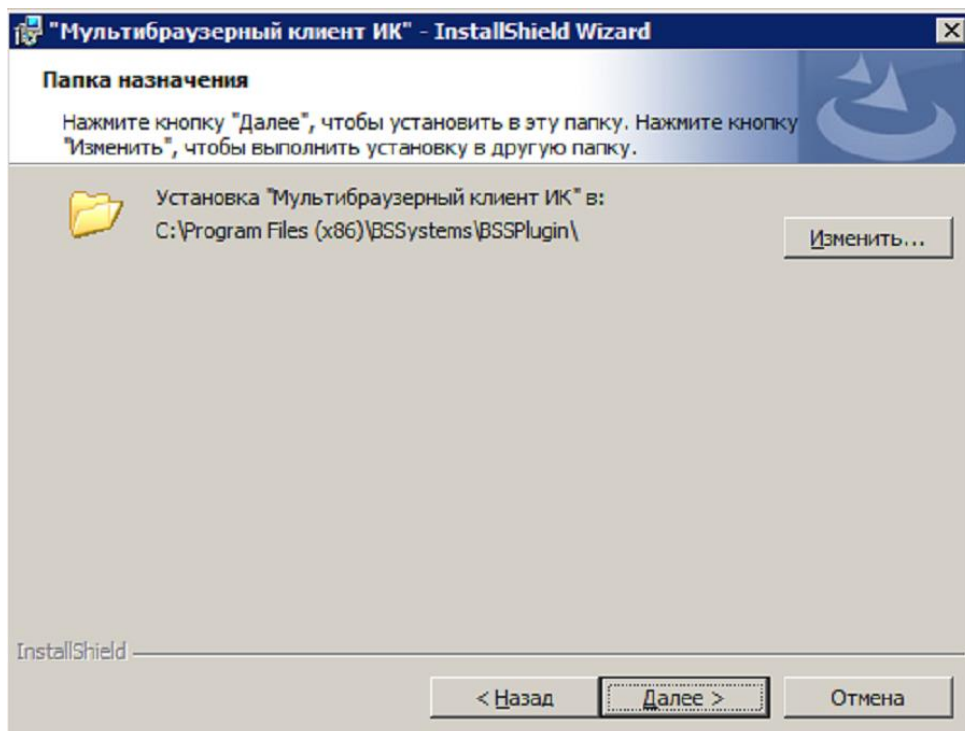 "Мультибраузерный клиент ИК" - InstallShield Wizard
Папка назначения
Нажмите кнопку "Далее", чтобы установить в эту папку. Нажмите кнопку
"Изменить", чтобы выполнить установку в другую папку.
Установка "Мультибраузерный клиент ИК" в:
C:\Program Files (x86)\BSSystems\BSSPlugin\
Изменить...
InstallShield
< Назад
Далее >
Отмена